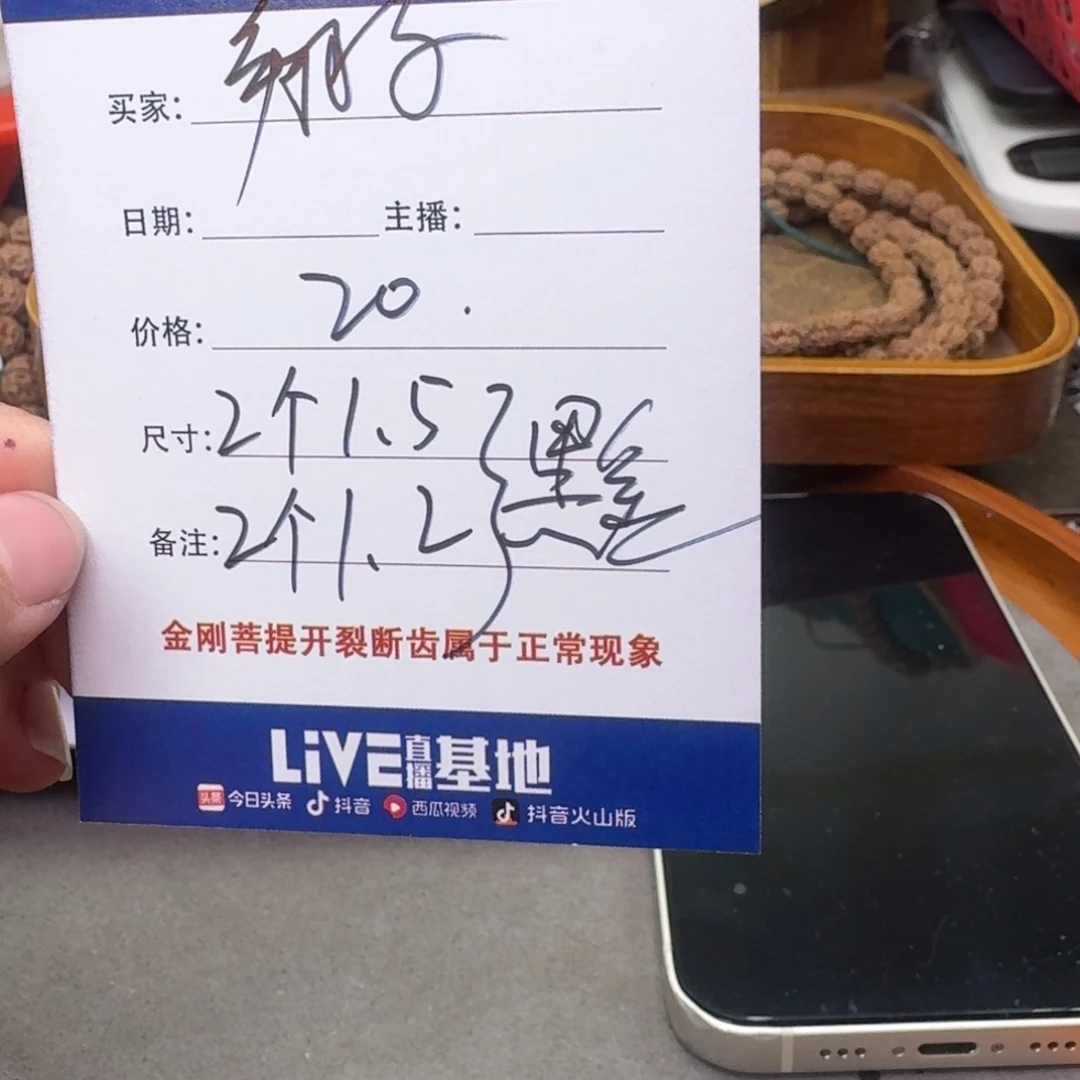 买家: 翔子
日期: 主播:
价格: 20.
尺寸: 2个1.5
备注: 2个1.2 } 黑
金刚菩提开裂断齿属于正常现象
LiVE直播基地
头条 今日头条 抖音 西瓜视频 抖音火山版